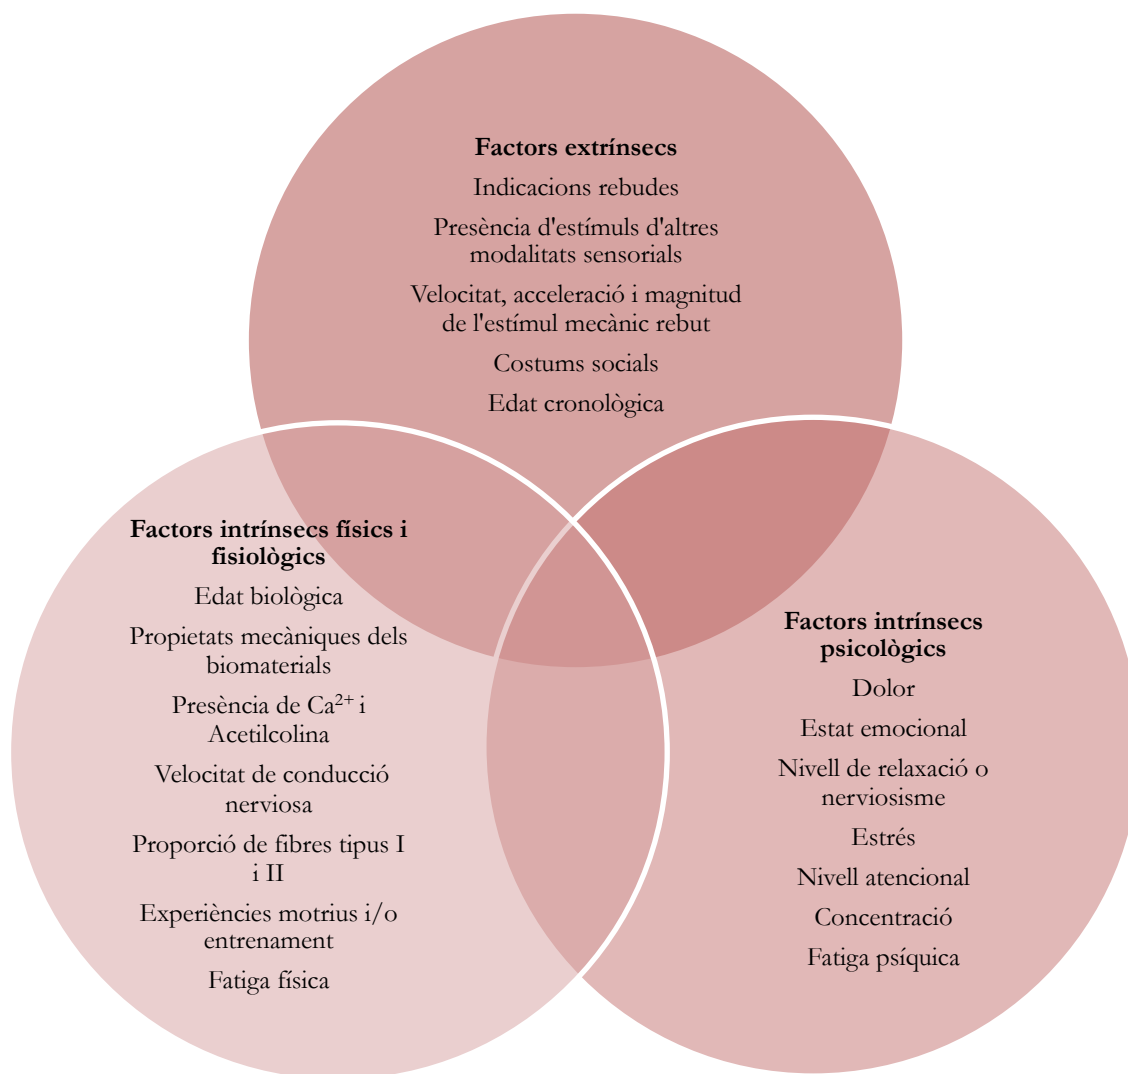 Factors extrínsecs
Indicacions rebudes
Presència d'estímuls d'altres
modalitats sensorials
Velocitat, acceleració i magnitud
de l'estímul mecànic rebut
Costums socials
Edat cronològica
Factors intrínsecs físics i
fisiològics
Edat biològica
Propietats mecàniques dels
biomaterials
Presència de Ca²⁺ i
Acetilcolina
Velocitat de conducció
nerviosa
Proporció de fibres tipus I
i II
Experiències motrius i/o
entrenament
Fatiga física
Factors intrínsecs
psicològics
Dolor
Estat emocional
Nivell de relaxació o
nerviosisme
Estrés
Nivell atencional
Concentració
Fatiga psíquica